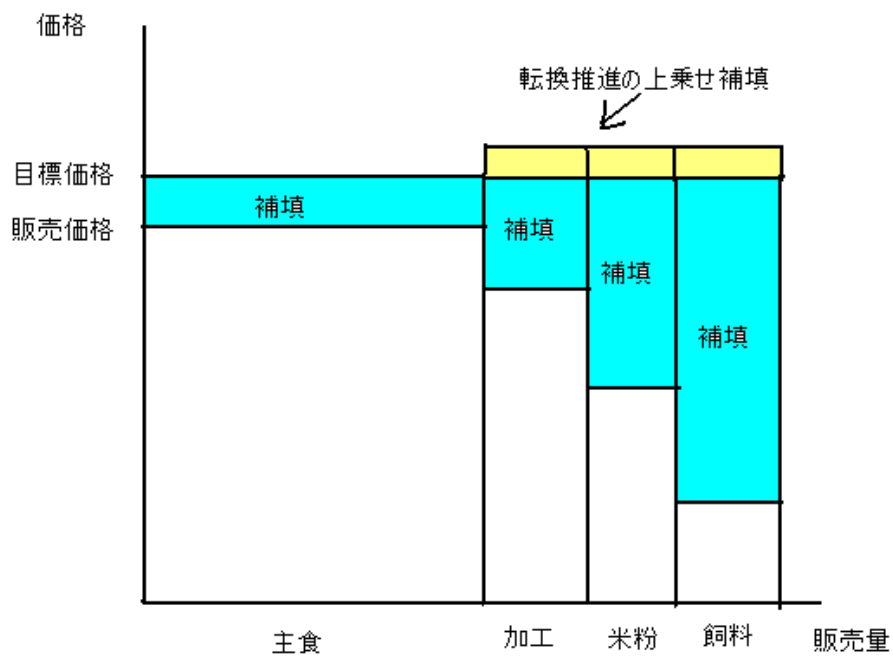 価格
転換推進の上乗せ補填
目標価格
補填
販売価格
補填
補填
補填
主食
加工
米粉
飼料
販売量